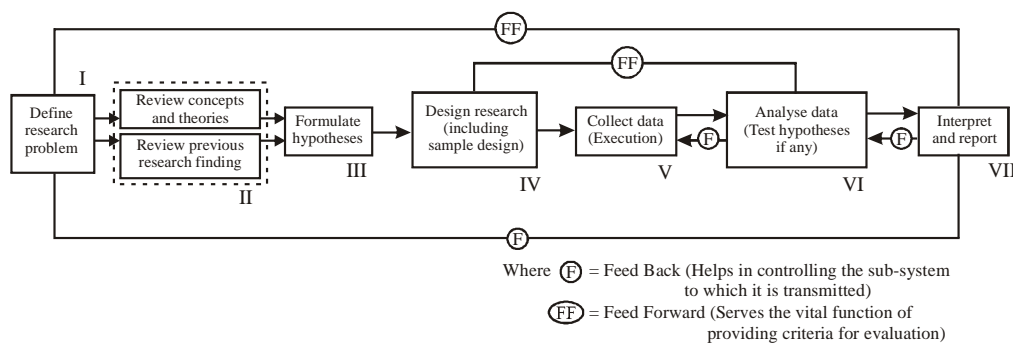 FF
FF
I
Define
research
problem
Review concepts
and theories
Review previous
research finding
II
Formulate
hypotheses
III
Design research
(including
sample design)
IV
Collect data
(Execution)
V
F
Analyse data
(Test hypotheses
if any)
VI
F
Interpret
and report
VII
F
Where F = Feed Back (Helps in controlling the sub-system
to which it is transmitted)
FF = Feed Forward (Serves the vital function of
providing criteria for evaluation)